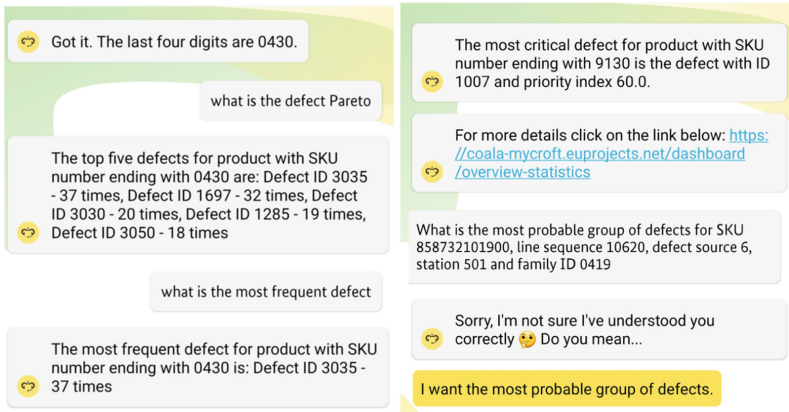 Got it. The last four digits are 0430.
what is the defect Pareto
The top five defects for product with SKU
number ending with 0430 are: Defect ID 3035
- 37 times, Defect ID 1697 - 32 times, Defect
ID 3030 - 20 times, Defect ID 1285 - 19 times,
Defect ID 3050 - 18 times
what is the most frequent defect
The most frequent defect for product with SKU
number ending with 0430 is: Defect ID 3035 -
37 times
The most critical defect for product with SKU
number ending with 9130 is the defect with ID
1007 and priority index 60.0.
For more details click on the link below: https:
//coala-mycroft.euprojects.net/dashboard
/overview-statistics
What is the most probable group of defects for SKU
858732101900, line sequence 10620, defect source 6,
station 501 and family ID 0419
Sorry, I'm not sure I've understood you
correctly 🤔 Do you mean...
I want the most probable group of defects.